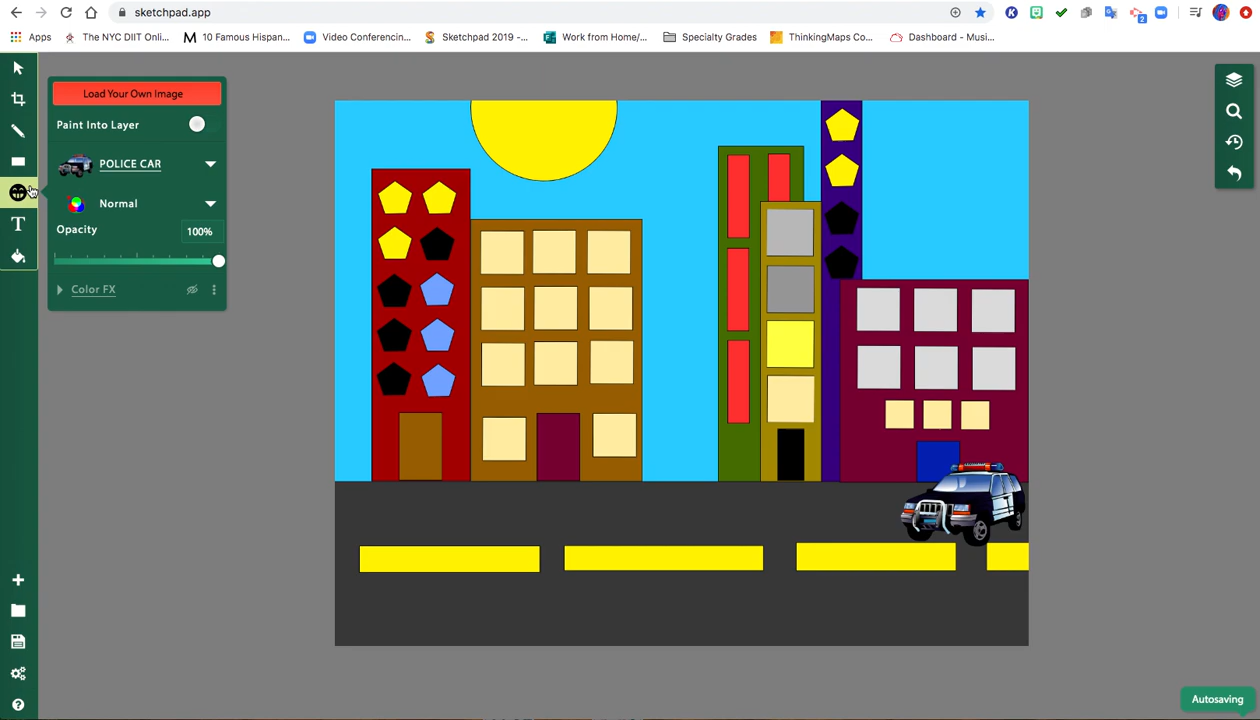 sketchpad.app
Apps
The NYC DIIT Onli...
10 Famous Hispan...
Video Conferencin...
Sketchpad 2019 -...
Work from Home/...
Specialty Grades
ThinkingMaps Co...
Dashboard - Musi...
Load Your Own Image
Paint Into Layer
POLICE CAR
Normal
Opacity
100%
Color FX
Autosaving